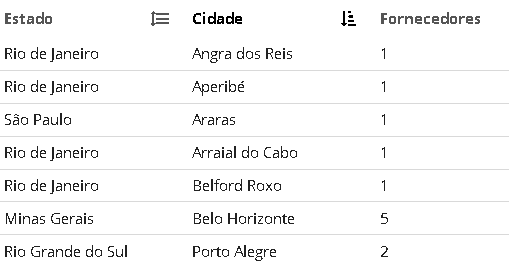 Estado Cidade Fornecedores
Rio de Janeiro Angra dos Reis 1
Rio de Janeiro Aperibé 1
São Paulo Araras 1
Rio de Janeiro Arraial do Cabo 1
Rio de Janeiro Belford Roxo 1
Minas Gerais Belo Horizonte 5
Rio Grande do Sul Porto Alegre 2